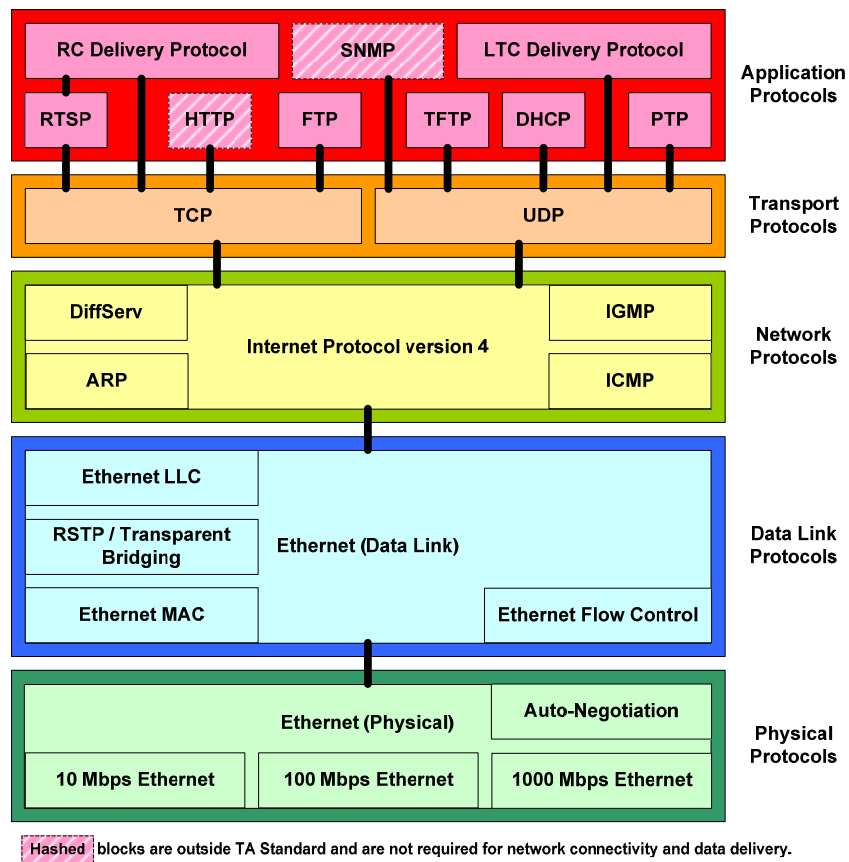 RC Delivery Protocol
SNMP
LTC Delivery Protocol
Application
Protocols
RTSP
HTTP
FTP
TFTP
DHCP
PTP
TCP
UDP
Transport
Protocols
DiffServ
IGMP
Internet Protocol version 4
Network
Protocols
ARP
ICMP
Ethernet LLC
RSTP / Transparent
Bridging
Ethernet (Data Link)
Data Link
Protocols
Ethernet MAC
Ethernet Flow Control
Ethernet (Physical)
Auto-Negotiation
Physical
Protocols
10 Mbps Ethernet
100 Mbps Ethernet
1000 Mbps Ethernet
Hashed blocks are outside TA Standard and are not required for network connectivity and data delivery.